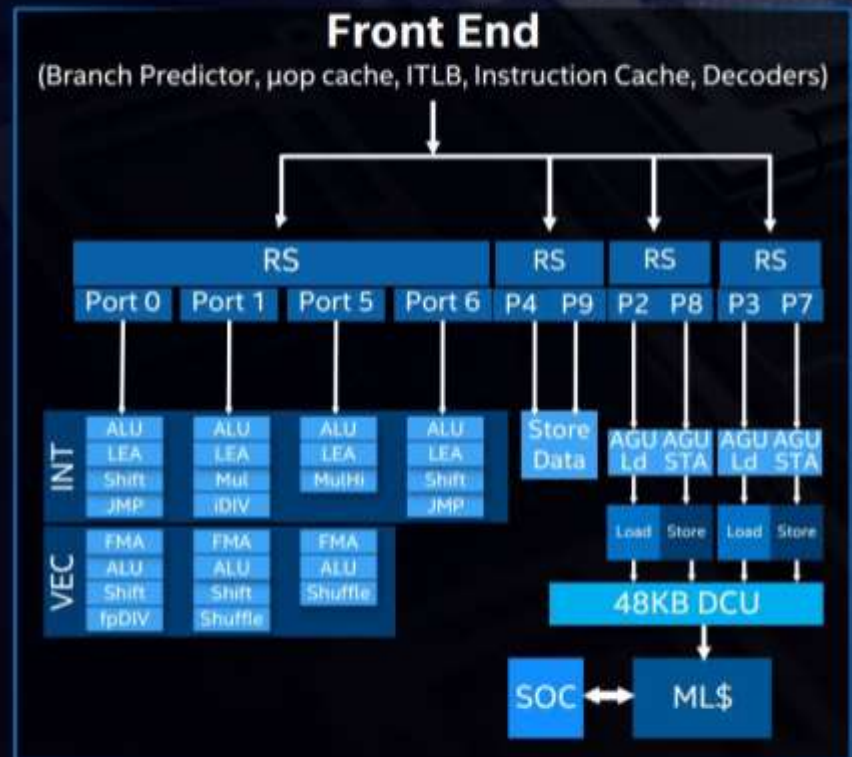 Front End
(Branch Predictor, μop cache, ITLB, Instruction Cache, Decoders)
RS RS RS RS
Port 0 Port 1 Port 5 Port 6 P4 P9 P2 P8 P3 P7
INT
ALU ALU ALU ALU
LEA LEA LEA LEA
Shift Mul MulHi Shift
JMP iDIV JMP
Store
Data
AGU AGU AGU AGU
Ld STA Ld STA
Load Store Load Store
VEC
FMA FMA FMA
ALU ALU ALU
Shift Shift Shuffle
fpDIV Shuffle
48KB DCU
SOC ML$